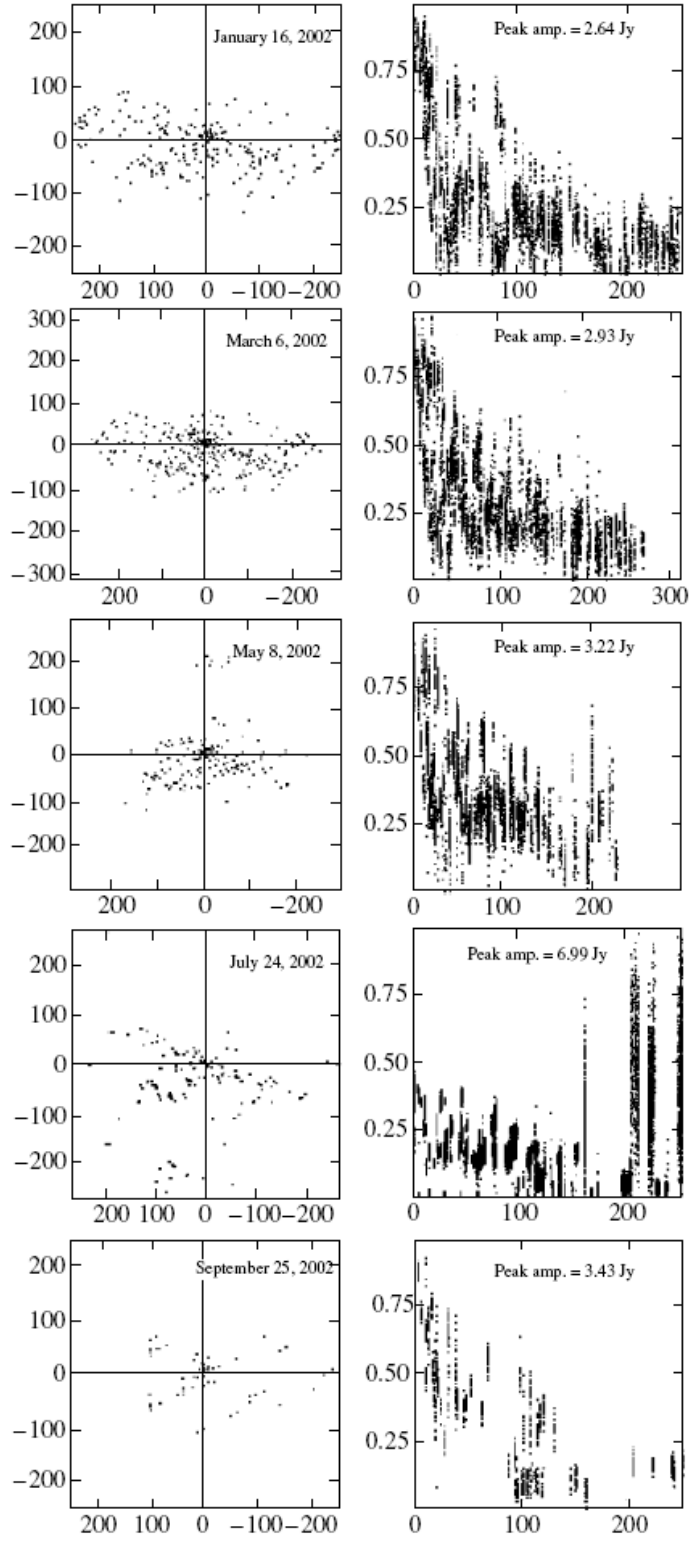 200
100
0
−100
−200
January 16, 2002
200 100 0 −100−200
0.75
0.50
0.25
Peak amp. = 2.64 Jy
0 100 200
300
200
100
0
−100
−200
−300
March 6, 2002
200 0 −200
0.75
0.50
0.25
Peak amp. = 2.93 Jy
0 100 200 300
200
100
0
−100
−200
May 8, 2002
200 0 −200
0.75
0.50
0.25
Peak amp. = 3.22 Jy
0 100 200
200
100
0
−100
−200
July 24, 2002
200 100 0 −100−200
0.75
0.50
0.25
Peak amp. = 6.99 Jy
0 100 200
200
100
0
−100
−200
September 25, 2002
200 100 0 −100−200
0.75
0.50
0.25
Peak amp. = 3.43 Jy
0 100 200